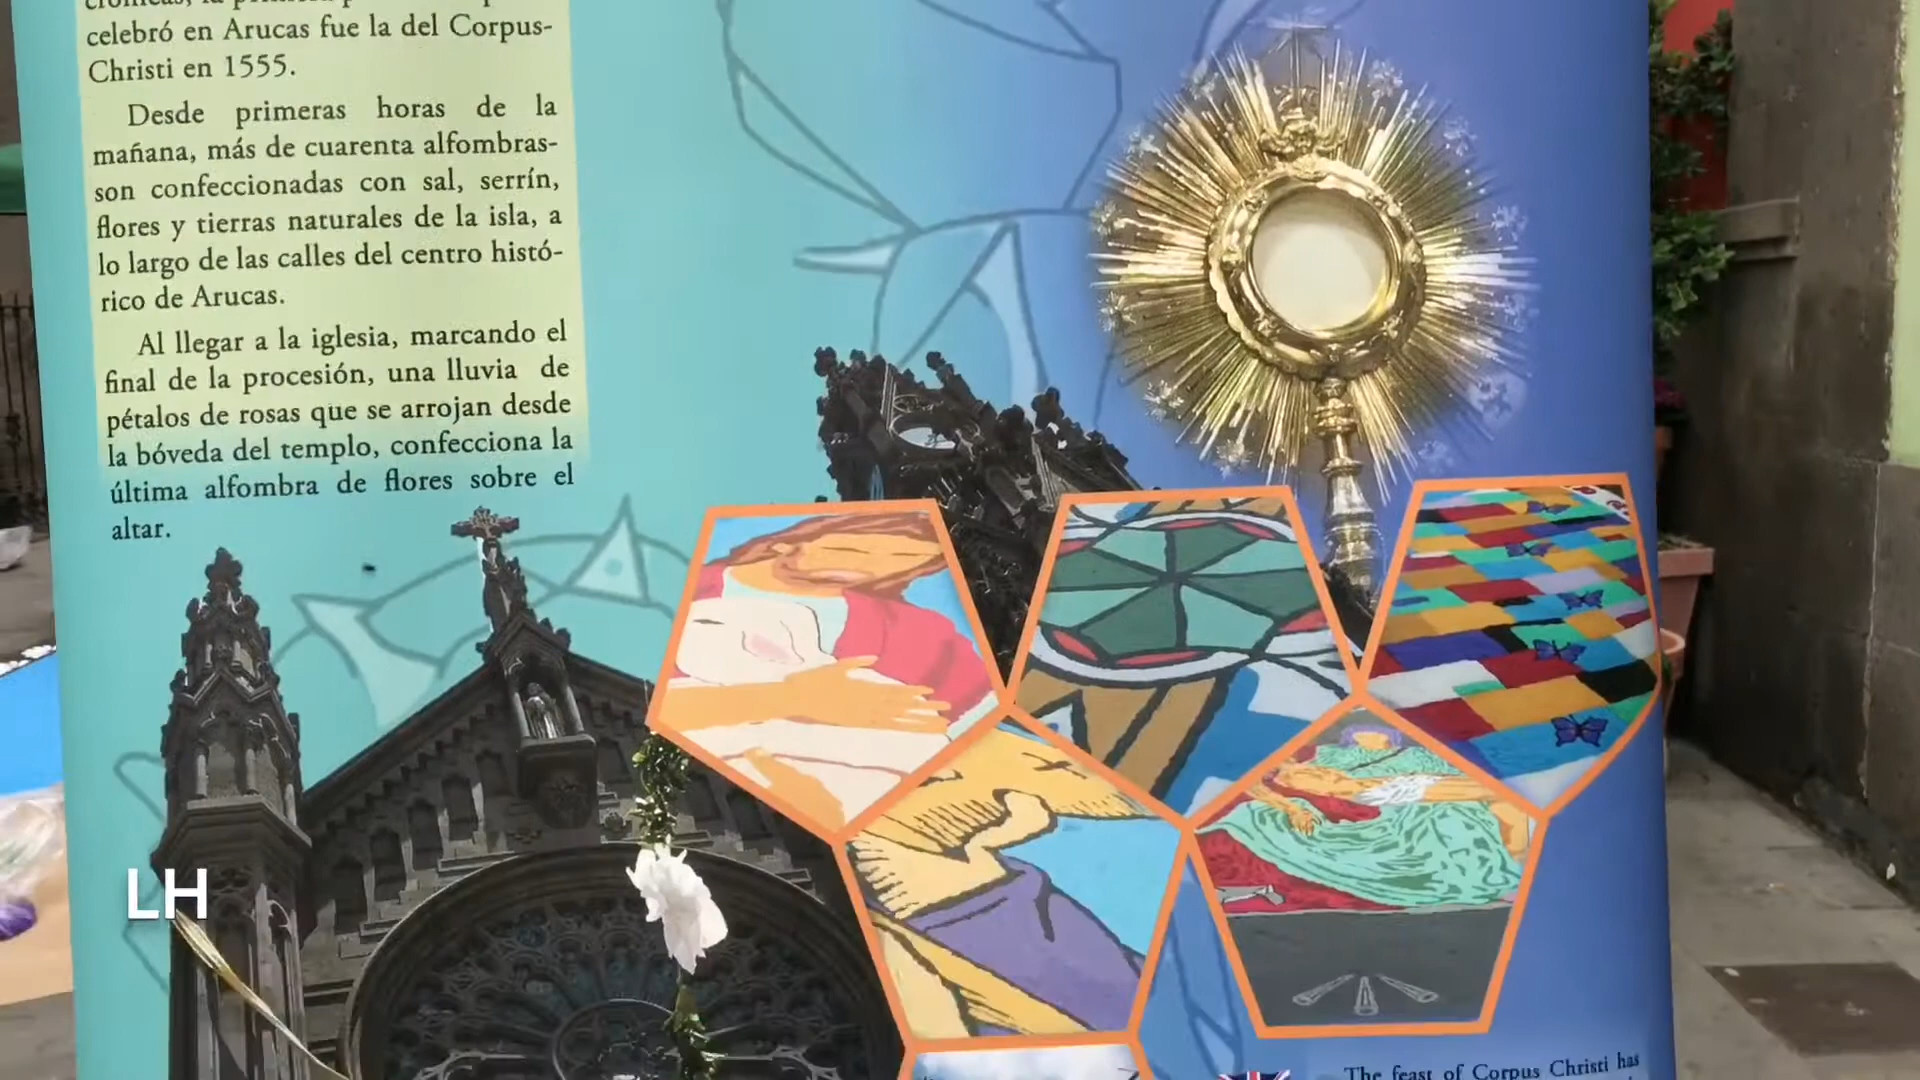 celebró en Arucas fue la del Corpus-
Christi en 1555.
Desde primeras horas de la
mañana, más de cuarenta alfombras-
son confeccionadas con sal, serrín,
flores y tierras naturales de la isla, a
lo largo de las calles del centro histó-
rico de Arucas.
Al llegar a la iglesia, marcando el
final de la procesión, una lluvia de
pétalos de rosas que se arrojan desde
la bóveda del templo, confecciona la
última alfombra de flores sobre el
altar.
LH
The feast of Corpus Christi has